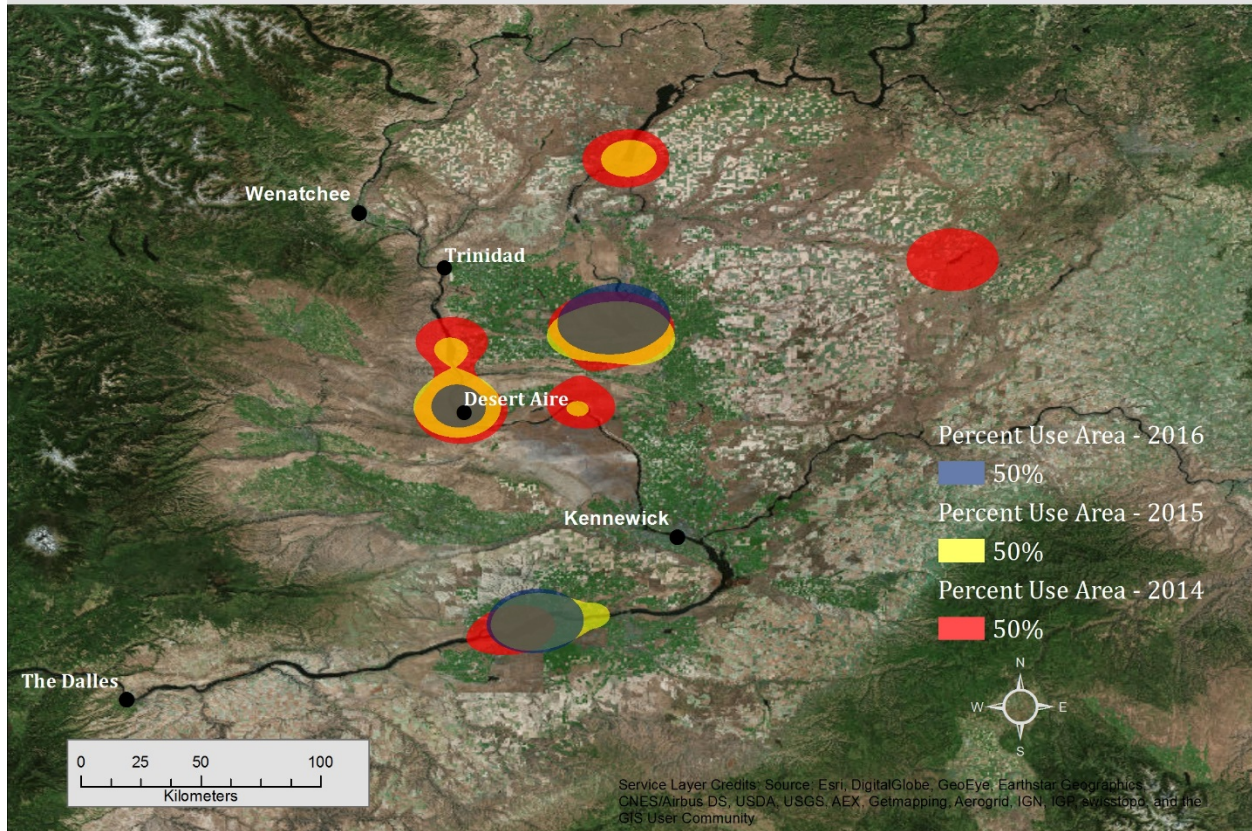 Wenatchee
Trinidad
Desert Aire
Percent Use Area - 2016
50%
Kennewick
Percent Use Area - 2015
50%
Percent Use Area - 2014
50%
N
W E
S
The Dalles
0 25 50 100
Kilometers
Service Layer Credits: Source: Esri, DigitalGlobe, GeoEye, Earthstar Geographics,
CNES/Airbus DS, USDA, USGS, AEX, Getmapping, Aerogrid, IGN, IGP, swisstopo, and the
GIS User Community